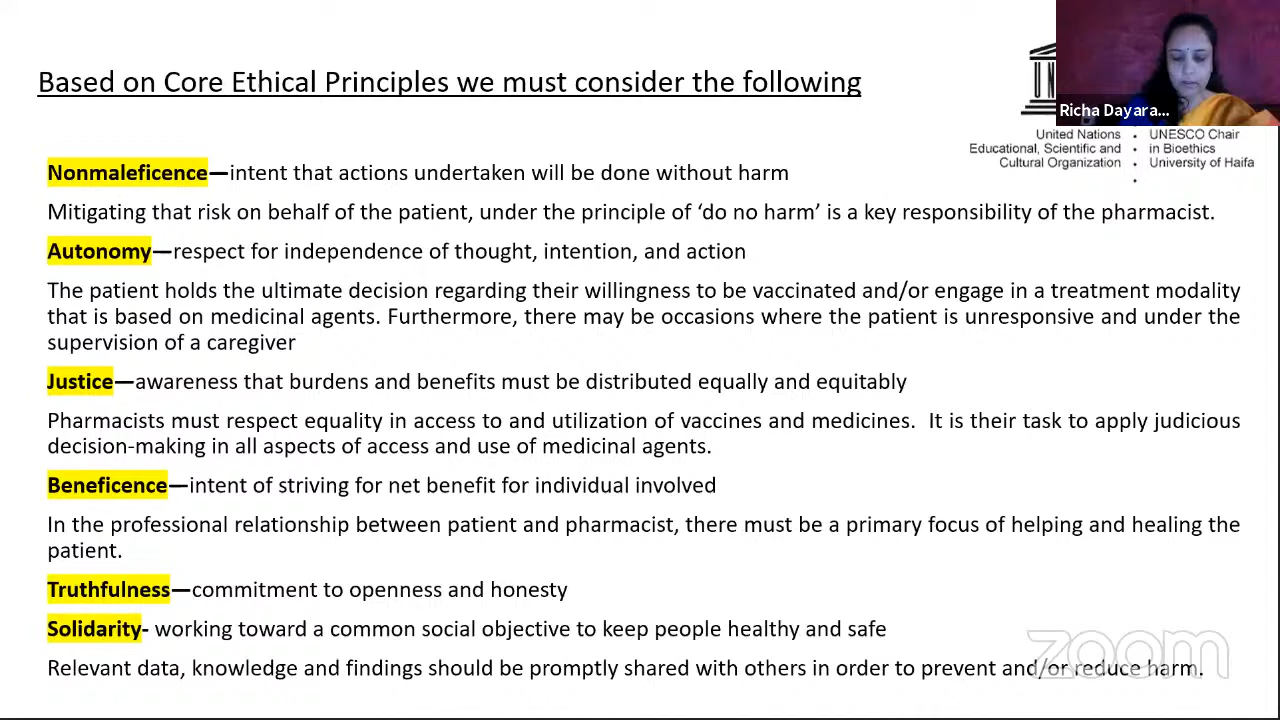 Based on Core Ethical Principles we must consider the following
UN
Richa Dayara...
United Nations
Educational, Scientific and
Cultural Organization
UNESCO Chair
in Bioethics
University of Haifa
Nonmaleficence—intent that actions undertaken will be done without harm
Mitigating that risk on behalf of the patient, under the principle of ‘do no harm’ is a key responsibility of the pharmacist.
Autonomy—respect for independence of thought, intention, and action
The patient holds the ultimate decision regarding their willingness to be vaccinated and/or engage in a treatment modality
that is based on medicinal agents. Furthermore, there may be occasions where the patient is unresponsive and under the
supervision of a caregiver
Justice—awareness that burdens and benefits must be distributed equally and equitably
Pharmacists must respect equality in access to and utilization of vaccines and medicines.  It is their task to apply judicious
decision-making in all aspects of access and use of medicinal agents.
Beneficence—intent of striving for net benefit for individual involved
In the professional relationship between patient and pharmacist, there must be a primary focus of helping and healing the
patient.
Truthfulness—commitment to openness and honesty
Solidarity- working toward a common social objective to keep people healthy and safe
Relevant data, knowledge and findings should be promptly shared with others in order to prevent and/or reduce harm.
zoom